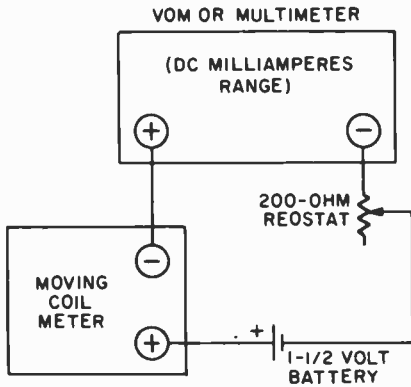 VOM OR MULTIMETER
(DC MILLIAMPERES
RANGE)
+
−
200-OHM
REOSTAT
−
MOVING
COIL
METER
+
+
1-1/2 VOLT
BATTERY